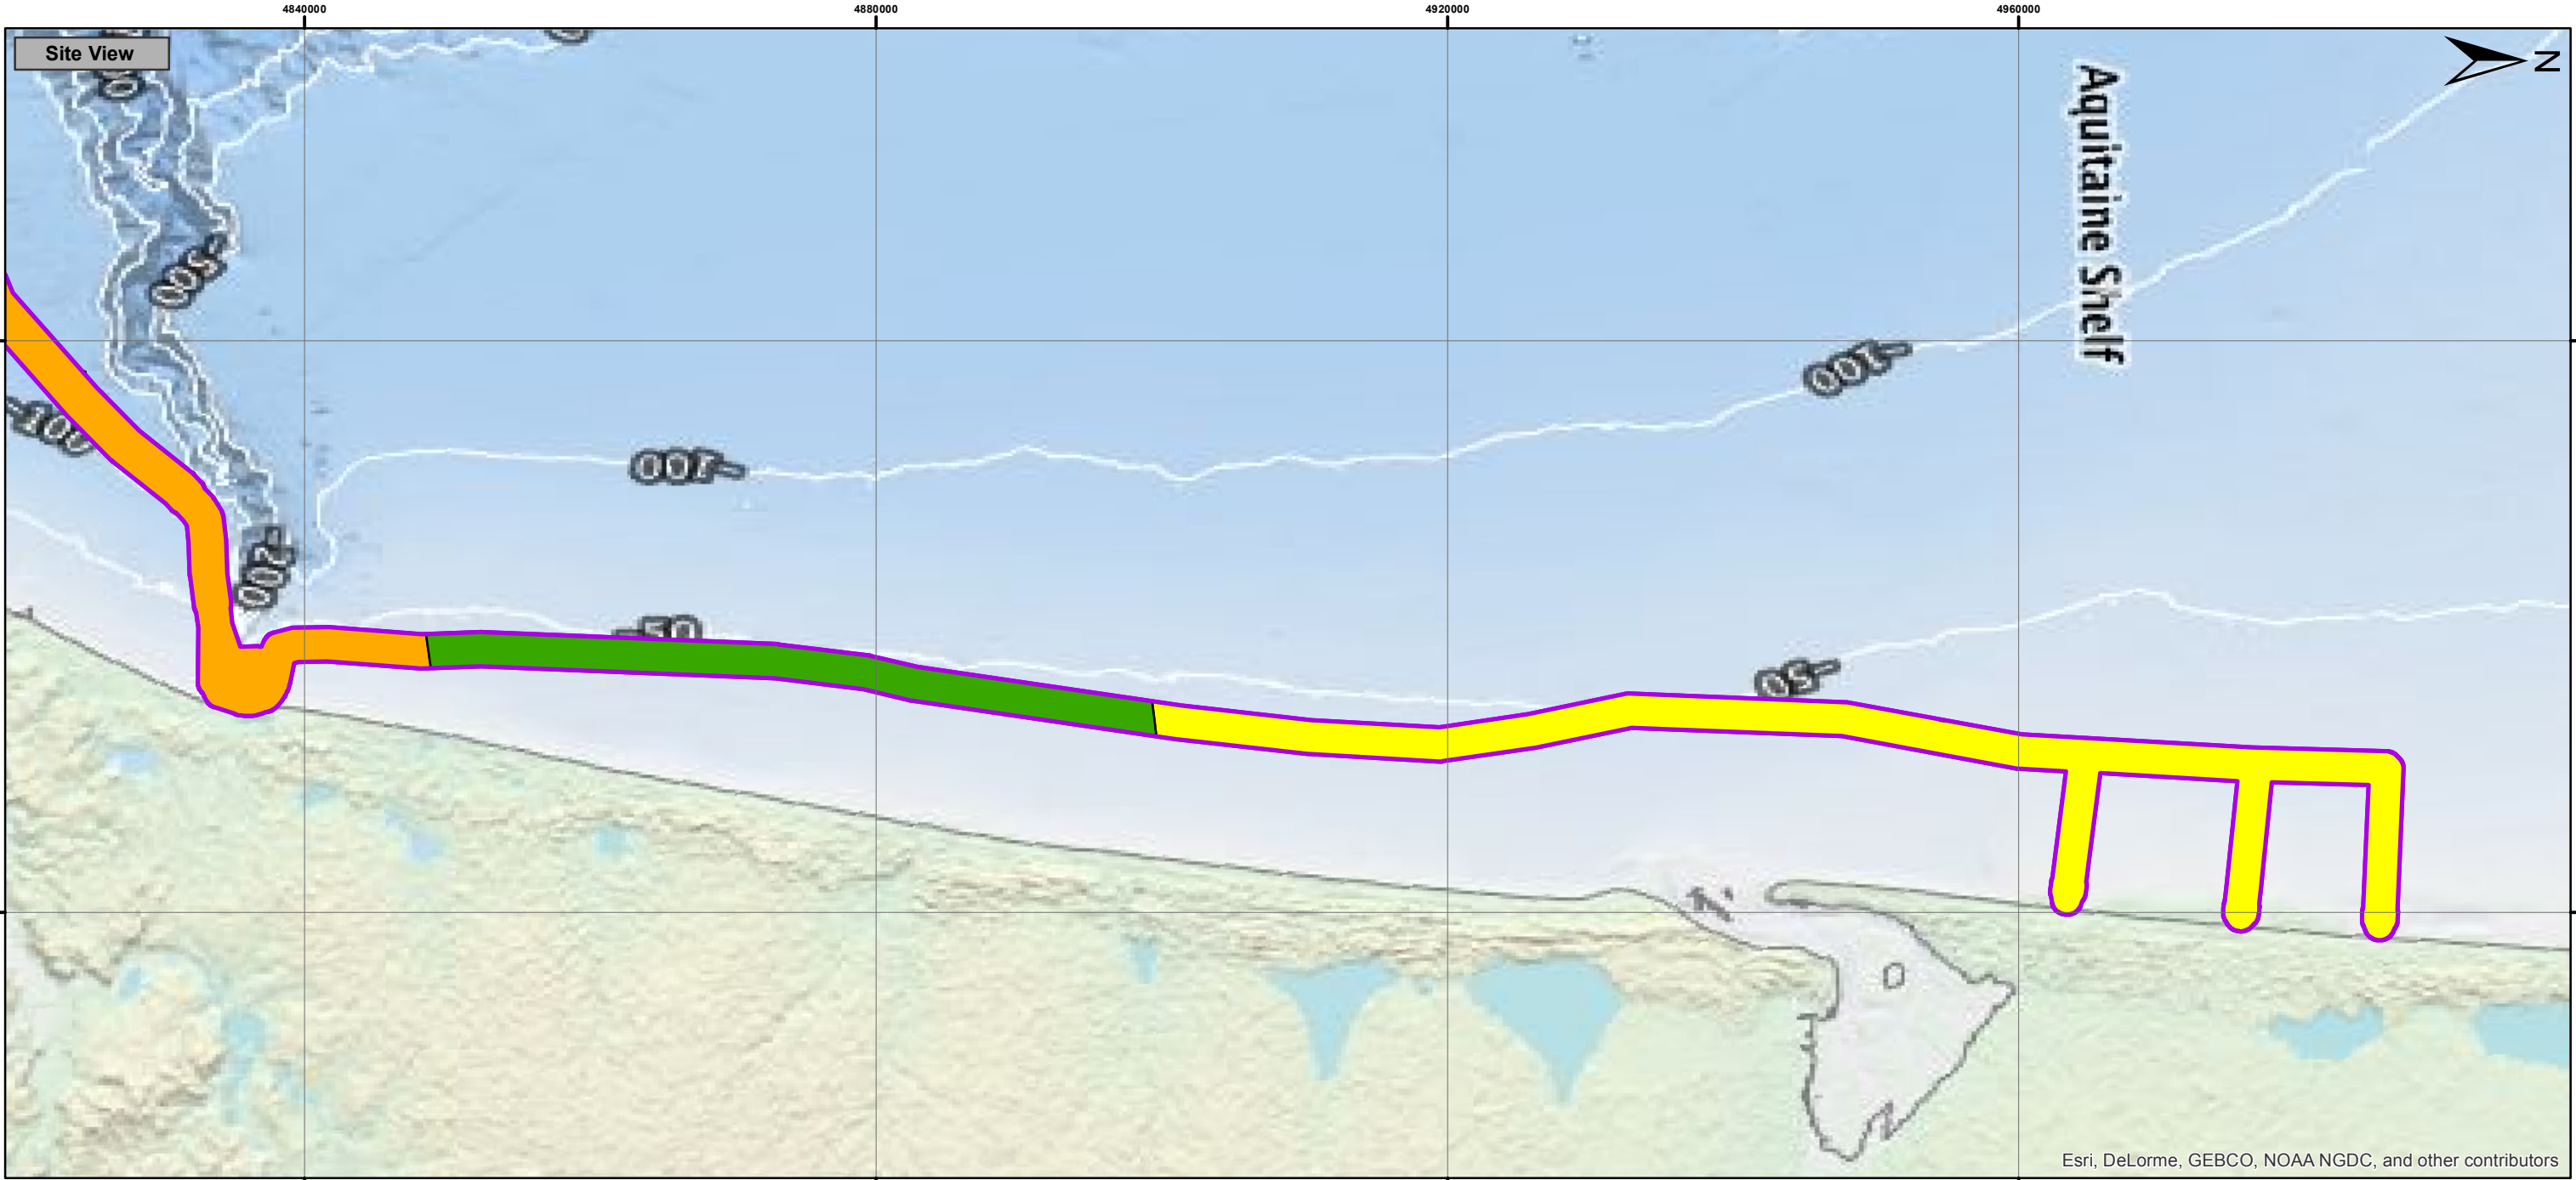 4840000
4880000
4920000
4960000
Site View
N
Aquitaine Shelf
-500
-100
-100
-100
-200
-50
-50
Esri, DeLorme, GEBCO, NOAA NGDC, and other contributors